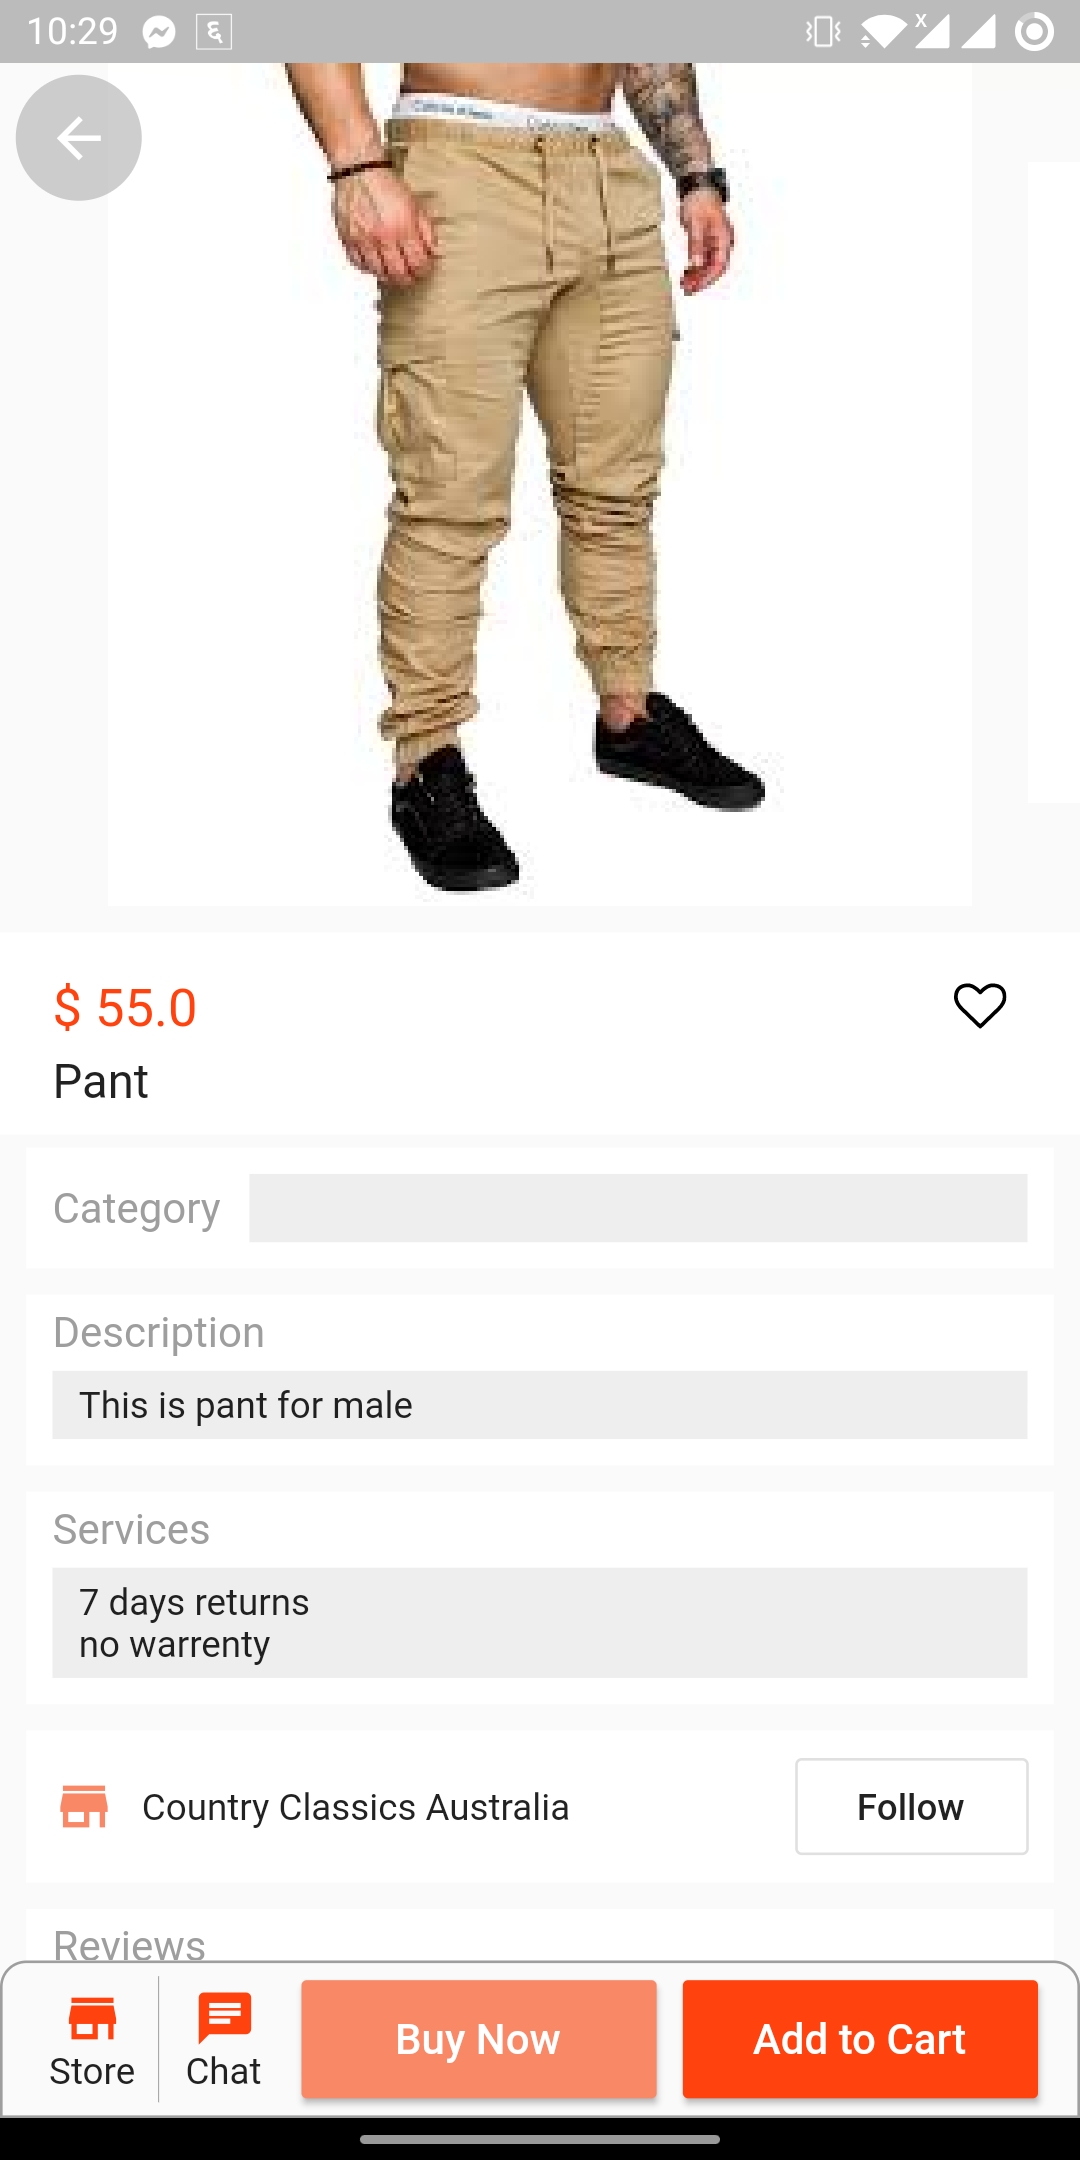 10:29
६
x
$ 55.0
Pant
Category
Description
This is pant for male
Services
7 days returns
no warrenty
Country Classics Australia
Follow
Reviews
Store
Chat
Buy Now
Add to Cart